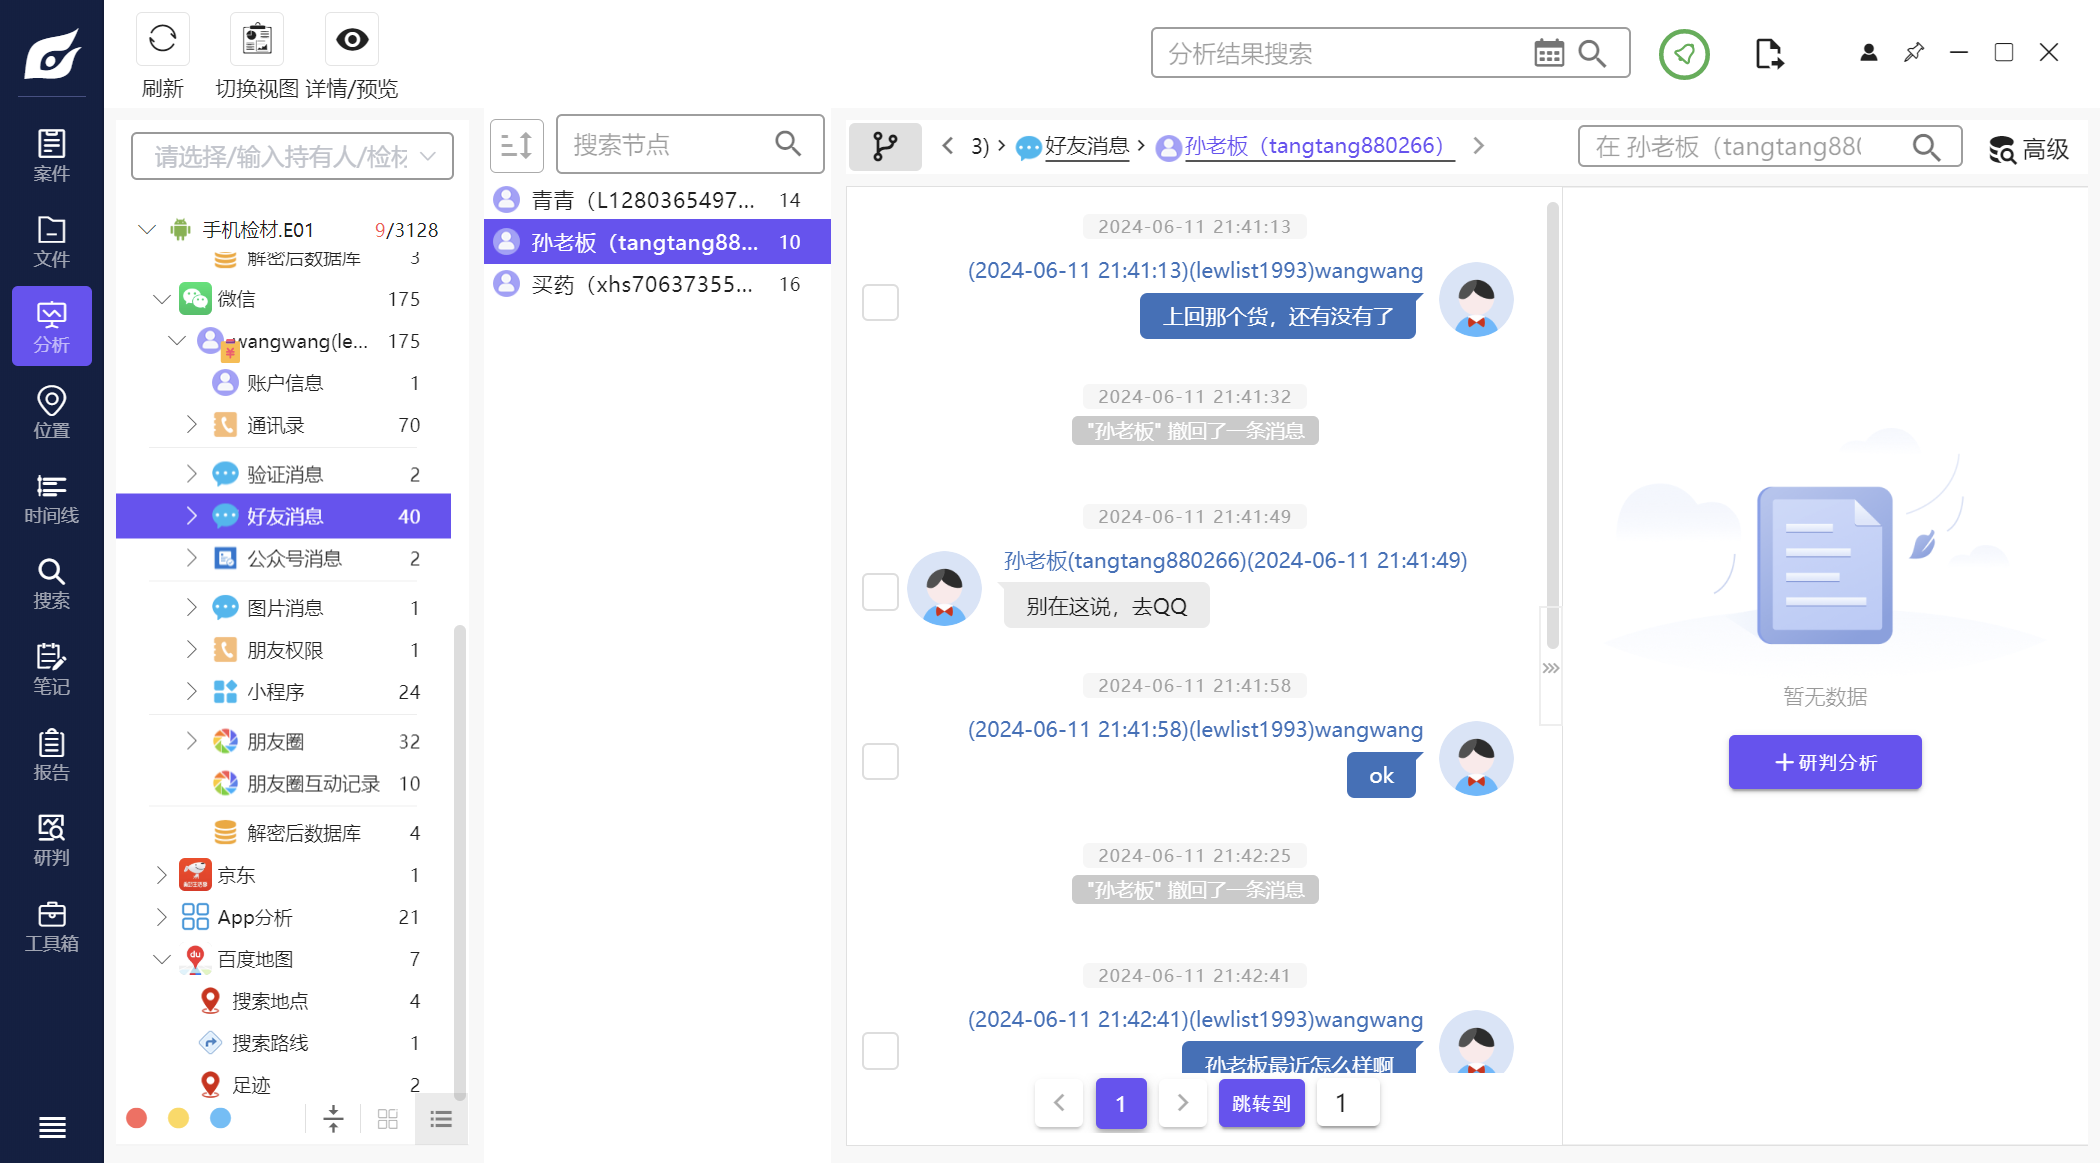 刷新
切换视图
详情/预览
分析结果搜索
案件
文件
分析
位置
时间线
搜索
笔记
报告
研判
工具箱
请选择/输入持有人/检材
手机检材.E01 9/3128
解密后数据库 3
微信 175
wangwang(le... 175
账户信息 1
通讯录 70
验证消息 2
好友消息 40
公众号消息 2
图片消息 1
朋友权限 1
小程序 24
朋友圈 32
朋友圈互动记录 10
解密后数据库 4
京东 1
App分析 21
百度地图 7
搜索地点 4
搜索路线 1
足迹 2
搜索节点
青青（L1280365497... 14
孙老板（tangtang88... 10
买药（xhs70637355... 16
3) 好友消息 孙老板（tangtang880266）
在 孙老板（tangtang88
高级
2024-06-11 21:41:13
(2024-06-11 21:41:13)(lewlist1993)wangwang
上回那个货，还有没有了
2024-06-11 21:41:32
"孙老板" 撤回了一条消息
2024-06-11 21:41:49
孙老板(tangtang880266)(2024-06-11 21:41:49)
别在这说，去QQ
2024-06-11 21:41:58
(2024-06-11 21:41:58)(lewlist1993)wangwang
ok
2024-06-11 21:42:25
"孙老板" 撤回了一条消息
2024-06-11 21:42:41
(2024-06-11 21:42:41)(lewlist1993)wangwang
孙老板最近怎么样啊
1 跳转到 1
暂无数据
+研判分析